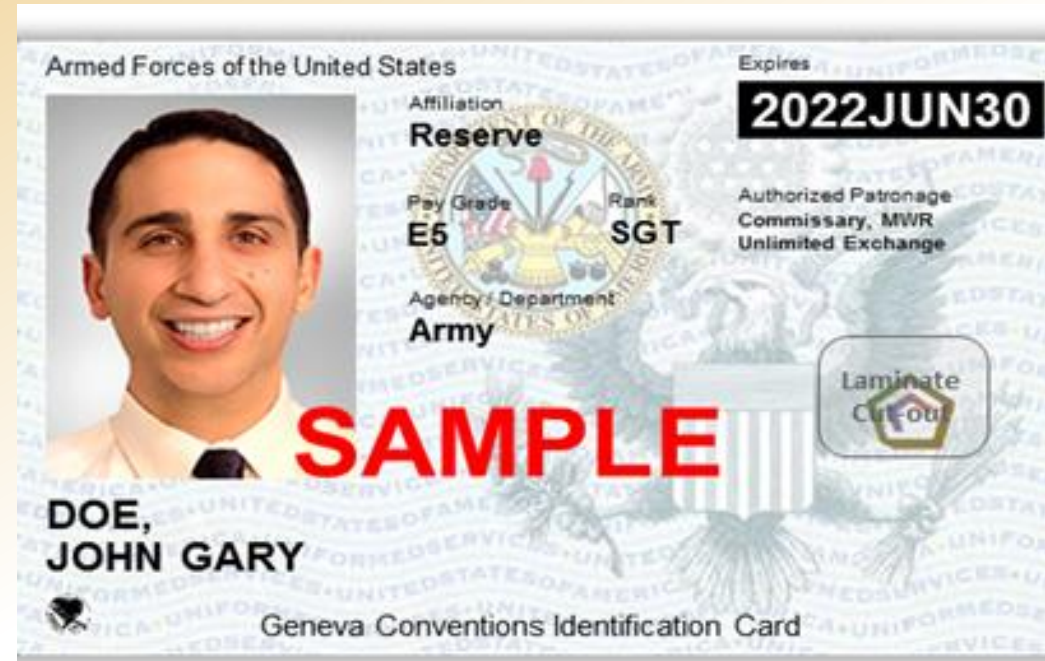 Armed Forces of the United States
Expires
2022JUN30
Affiliation
Reserve
Pay Grade
Rank
E5
SGT
Authorized Patronage
Commissary, MWR
Unlimited Exchange
Agency / Department
Army
Laminate
Cut-out
SAMPLE
DOE,
JOHN GARY
Geneva Conventions Identification Card